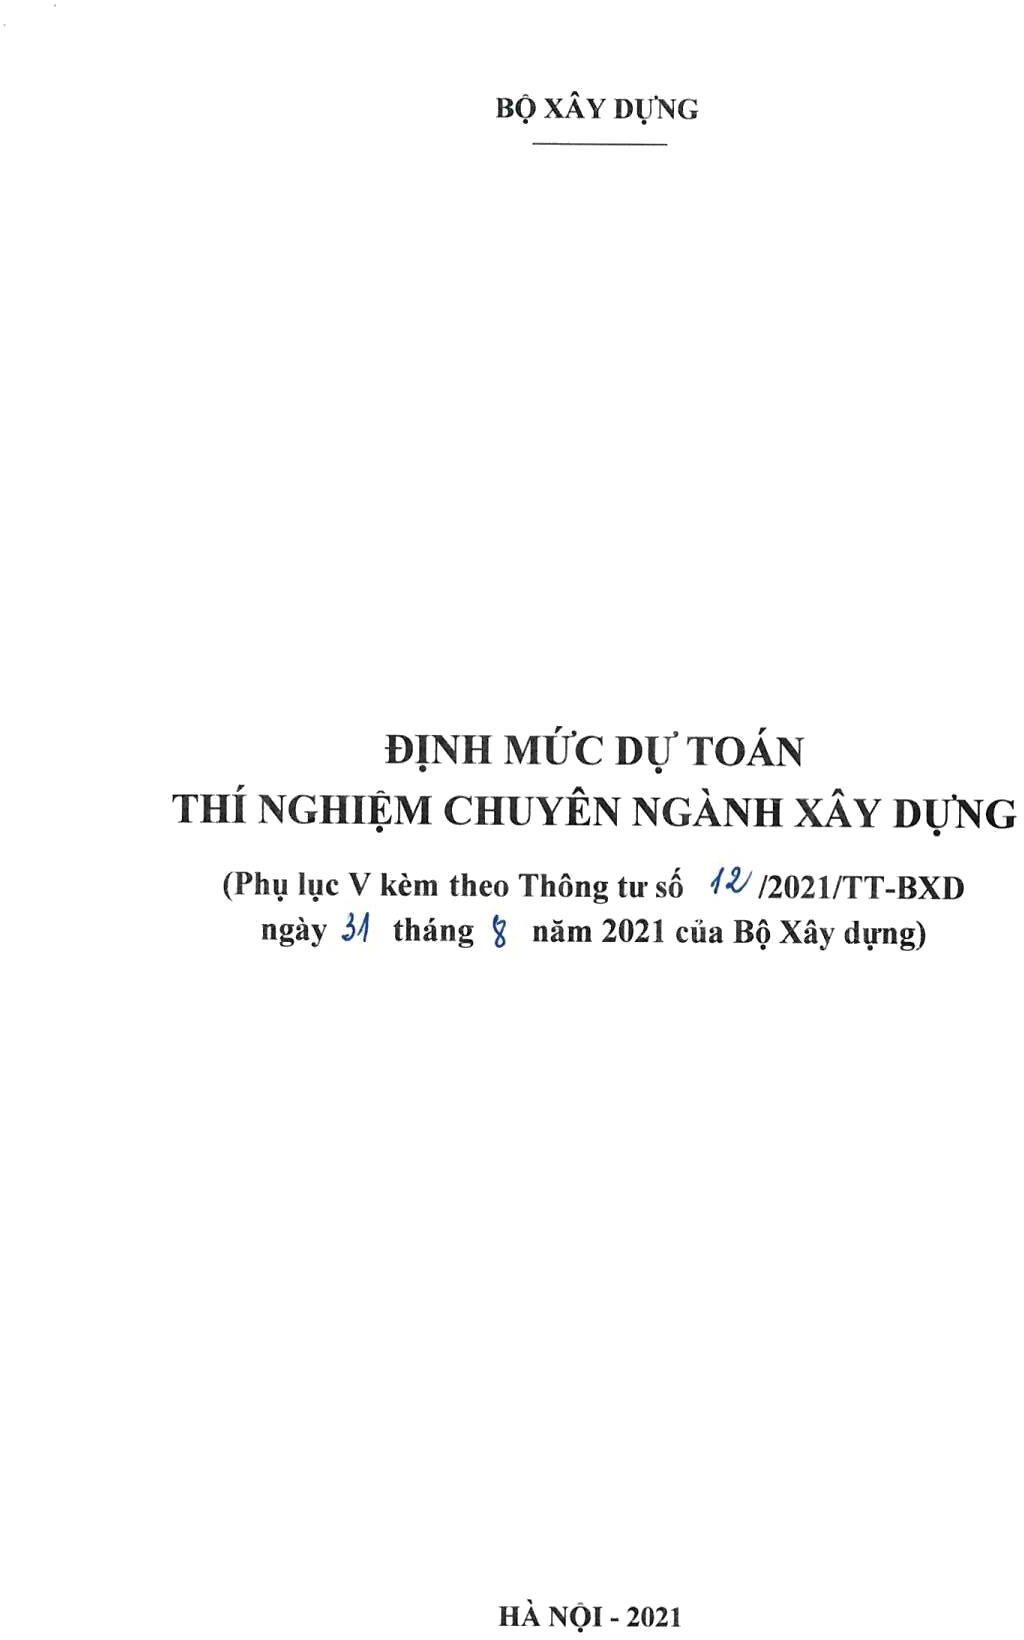 BỘ XÂY DỰNG
ĐỊNH MỨC DỰ TOÁN
THÍ NGHIỆM CHUYÊN NGÀNH XÂY DỰNG
(Phụ lục V kèm theo Thông tư số 12/2021/TT-BXD
ngày 31 tháng 8 năm 2021 của Bộ Xây dựng)
HÀ NỘI - 2021